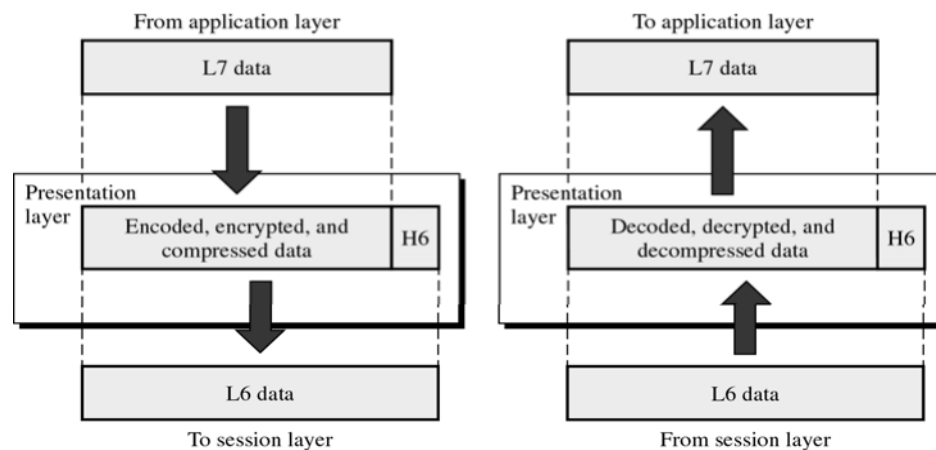 From application layer
L7 data
Presentation
layer
Encoded, encrypted, and
compressed data
H6
L6 data
To session layer
To application layer
L7 data
Presentation
layer
Decoded, decrypted, and
decompressed data
H6
L6 data
From session layer